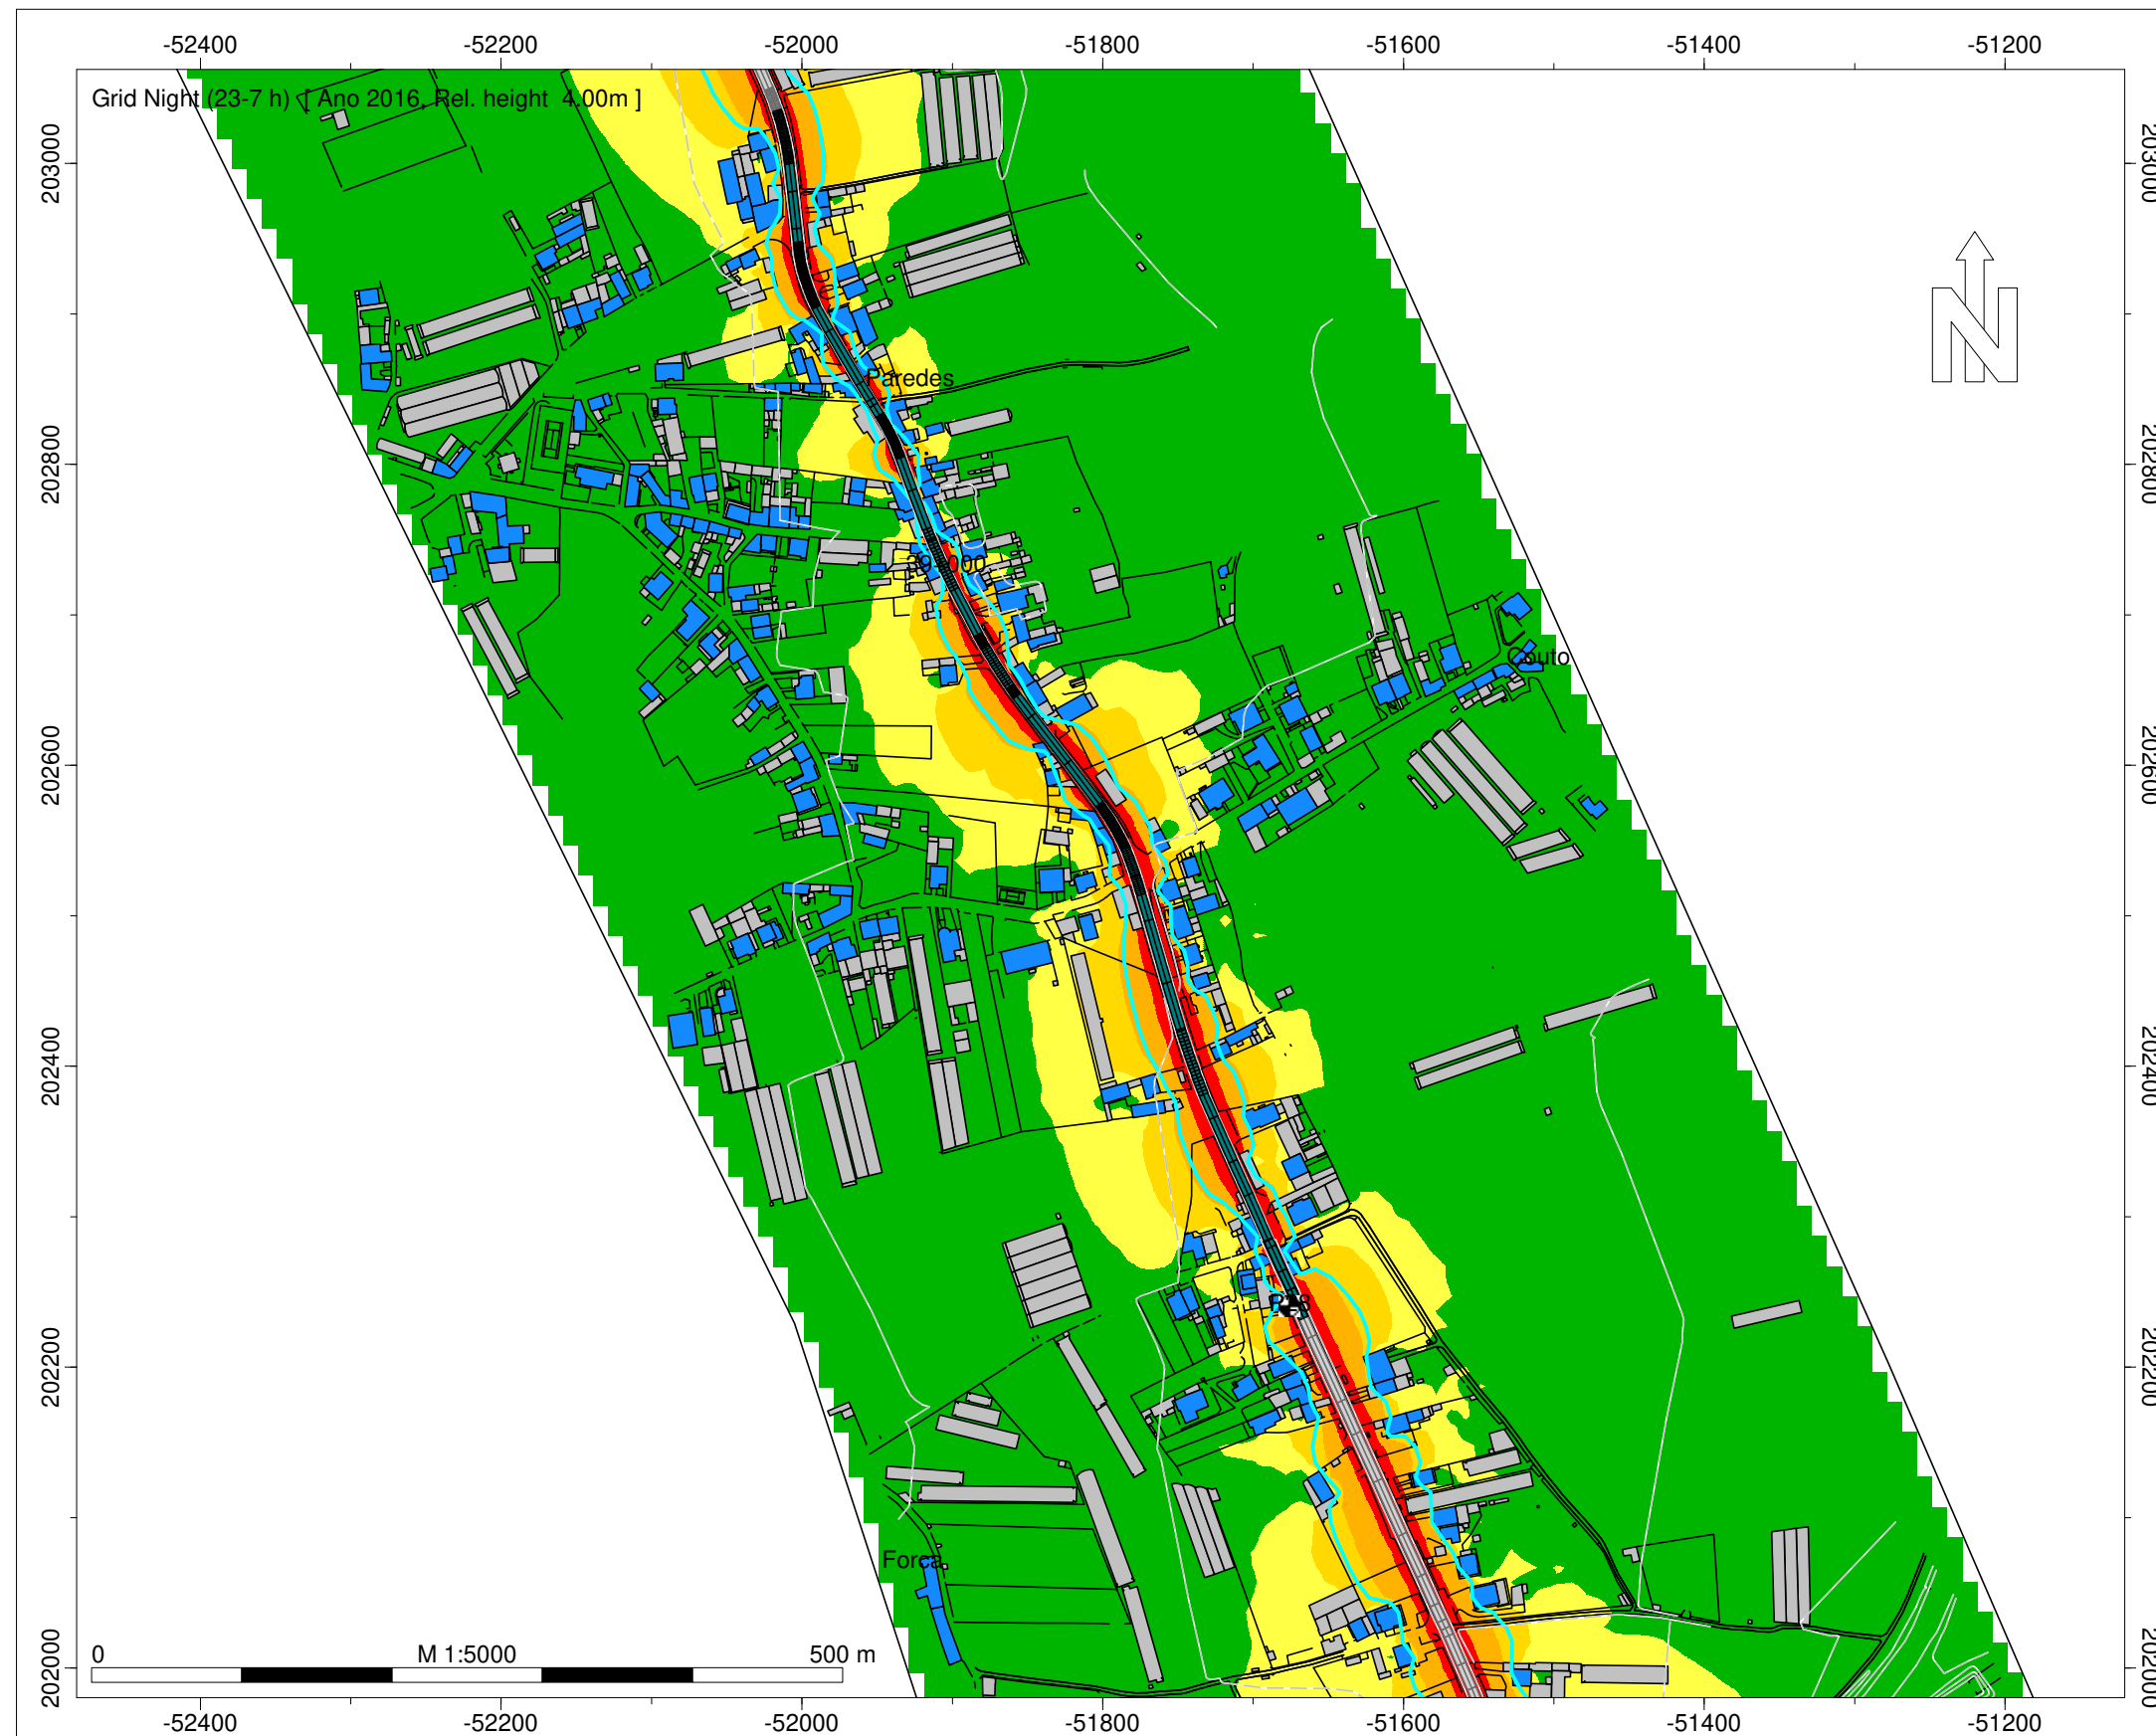 -52400 -52200 -52000 -51800 -51600 -51400 -51200
Grid Night (23-7 h) [ Ano 2016, Rel. height 4.00m ]
203000 203000
N
Paredes
202800 202800
Couto
202600 202600
202400 202400
202200 202200
Forca
0 M 1:5000 500 m
202000 202000
-52400 -52200 -52000 -51800 -51600 -51400 -51200